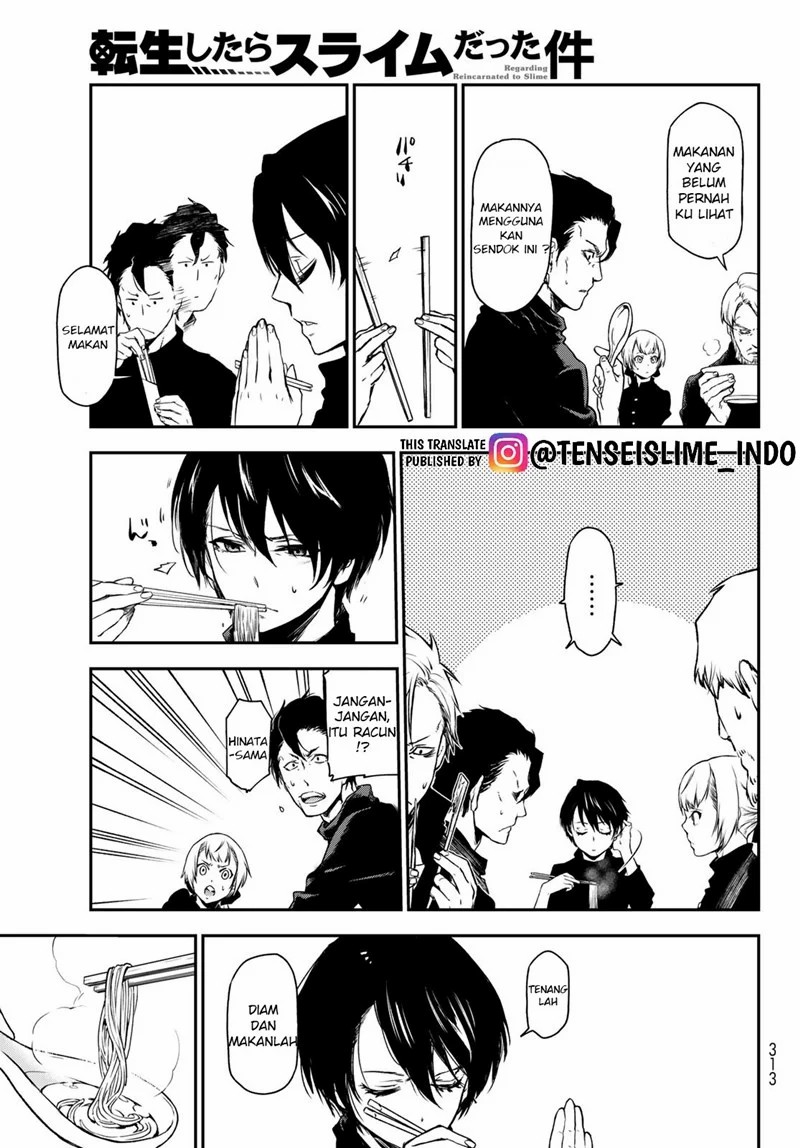 転生したらスライムだった件
Regarding
Reincarnated to Slime
MAKANAN
YANG
BELUM
PERNAH
KU LIHAT
MAKANNYA
MENGGUNA
KAN
SENDOK INI ?
パチッ
SELAMAT
MAKAN
THIS TRANSLATE
PUBLISHED BY
@TENSEISLIME_INDO
......
JANGAN-
JANGAN,
ITU RACUN
!?
HINATA
-SAMA
TENANG
LAH
DIAM
DAN
MAKANLAH
313